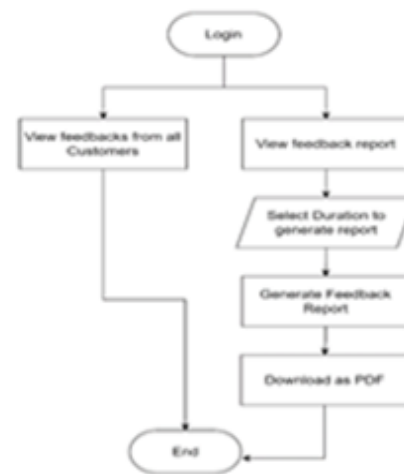 Login
View feedbacks from all
Customers
View feedback report
Select Duration to
generate report
Generate Feedback
Report
Download as PDF
End